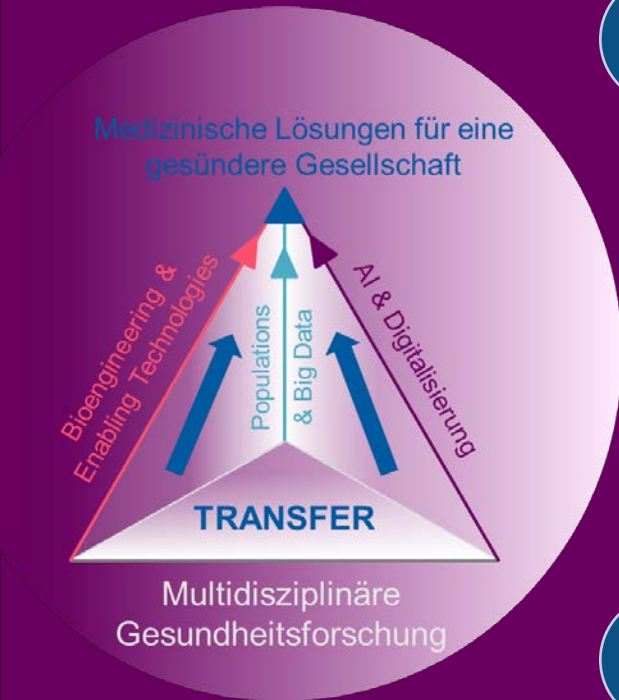 Medizinische Lösungen für eine
gesündere Gesellschaft
Bioengineering &
Enabling Technologies
Populations
& Big Data
AI & Digitalisierung
TRANSFER
Multidisziplinäre
Gesundheitsforschung